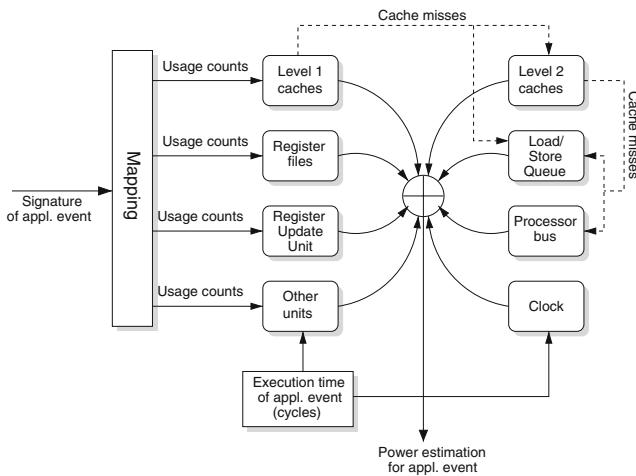 Cache misses
Usage counts
Level 1
caches
Level 2
caches
Cache misses
Mapping
Usage counts
Register
files
Load/
Store
Queue
Signature
of appl. event
Usage counts
Register
Update
Unit
Processor
bus
Usage counts
Other
units
Clock
Execution time
of appl. event
(cycles)
Power estimation
for appl. event